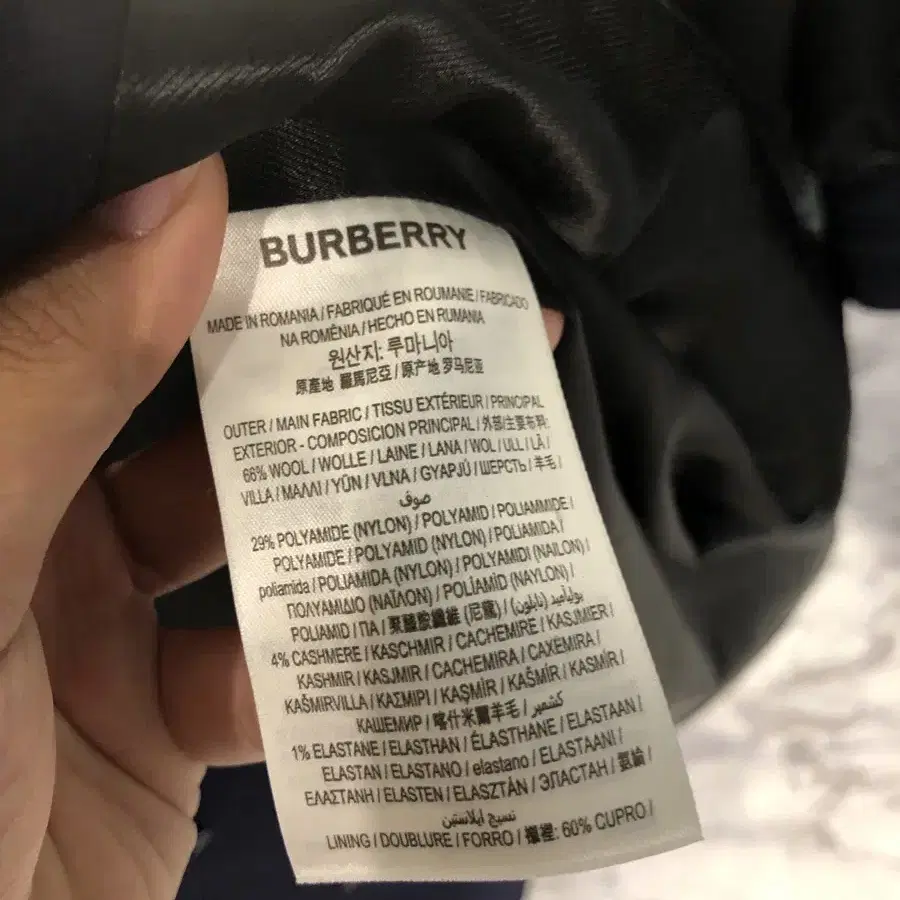 BURBERRY
MADE IN ROMANIA / FABRIQUÉ EN ROUMANIE / FABRICADO
NA ROMÊNIA / HECHO EN RUMANIA
원산지: 루마니아
原產地 羅馬尼亞 / 原产地 罗马尼亚
OUTER / MAIN FABRIC / TISSU EXTÉRIEUR / PRINCIPAL
EXTERIOR - COMPOSICION PRINCIPAL / 外部/主要布料:
66% WOOL / WOLLE / LAINE / LANA / WOL / ULL / LÃ /
VILLA / ΜΑΛΛΙ / YÜN / VLNA / GYAPJÚ / ШЕРСТЬ / 羊毛 /
صوف
29% POLYAMIDE (NYLON) / POLYAMID / POLIAMMIDE /
POLYAMIDE / POLYAMID (NYLON) / POLIAMIDA /
poliamida / POLIAMIDA (NYLON) / POLYAMIDI (NAILON) /
ΠΟΛΥΑΜΙΔΙΟ (ΝΑΪΛΟΝ) / POLÍAMÍD (NAYLON) /
POLIAMID / ПА / 聚醯胺纖維 (尼龍) / بولياميد (نايلون) /
4% CASHMERE / KASCHMIR / CACHEMIRE / KASJMIER /
KASHMIR / KASJMIR / CACHEMIRA / CAXEMIRA /
KAŠMIRVILLA / ΚΑΣΜΙΡΙ / KAŞMİR / KAŠMÍR / KASMÍR /
КАШЕМИР / 喀什米爾羊毛 / كشمير
1% ELASTANE / ELASTHAN / ÉLASTHANE / ELASTAAN /
ELASTAN / ELASTANO / elastano / ELASTAANI /
ΕΛΑΣΤΑΝΗ / ELASTEN / ELASZTÁN / ЭЛАСТАН / 氨綸 /
نسيج ايلاستين
LINING / DOUBLURE / FORRO / 襯裡: 60% CUPRO /